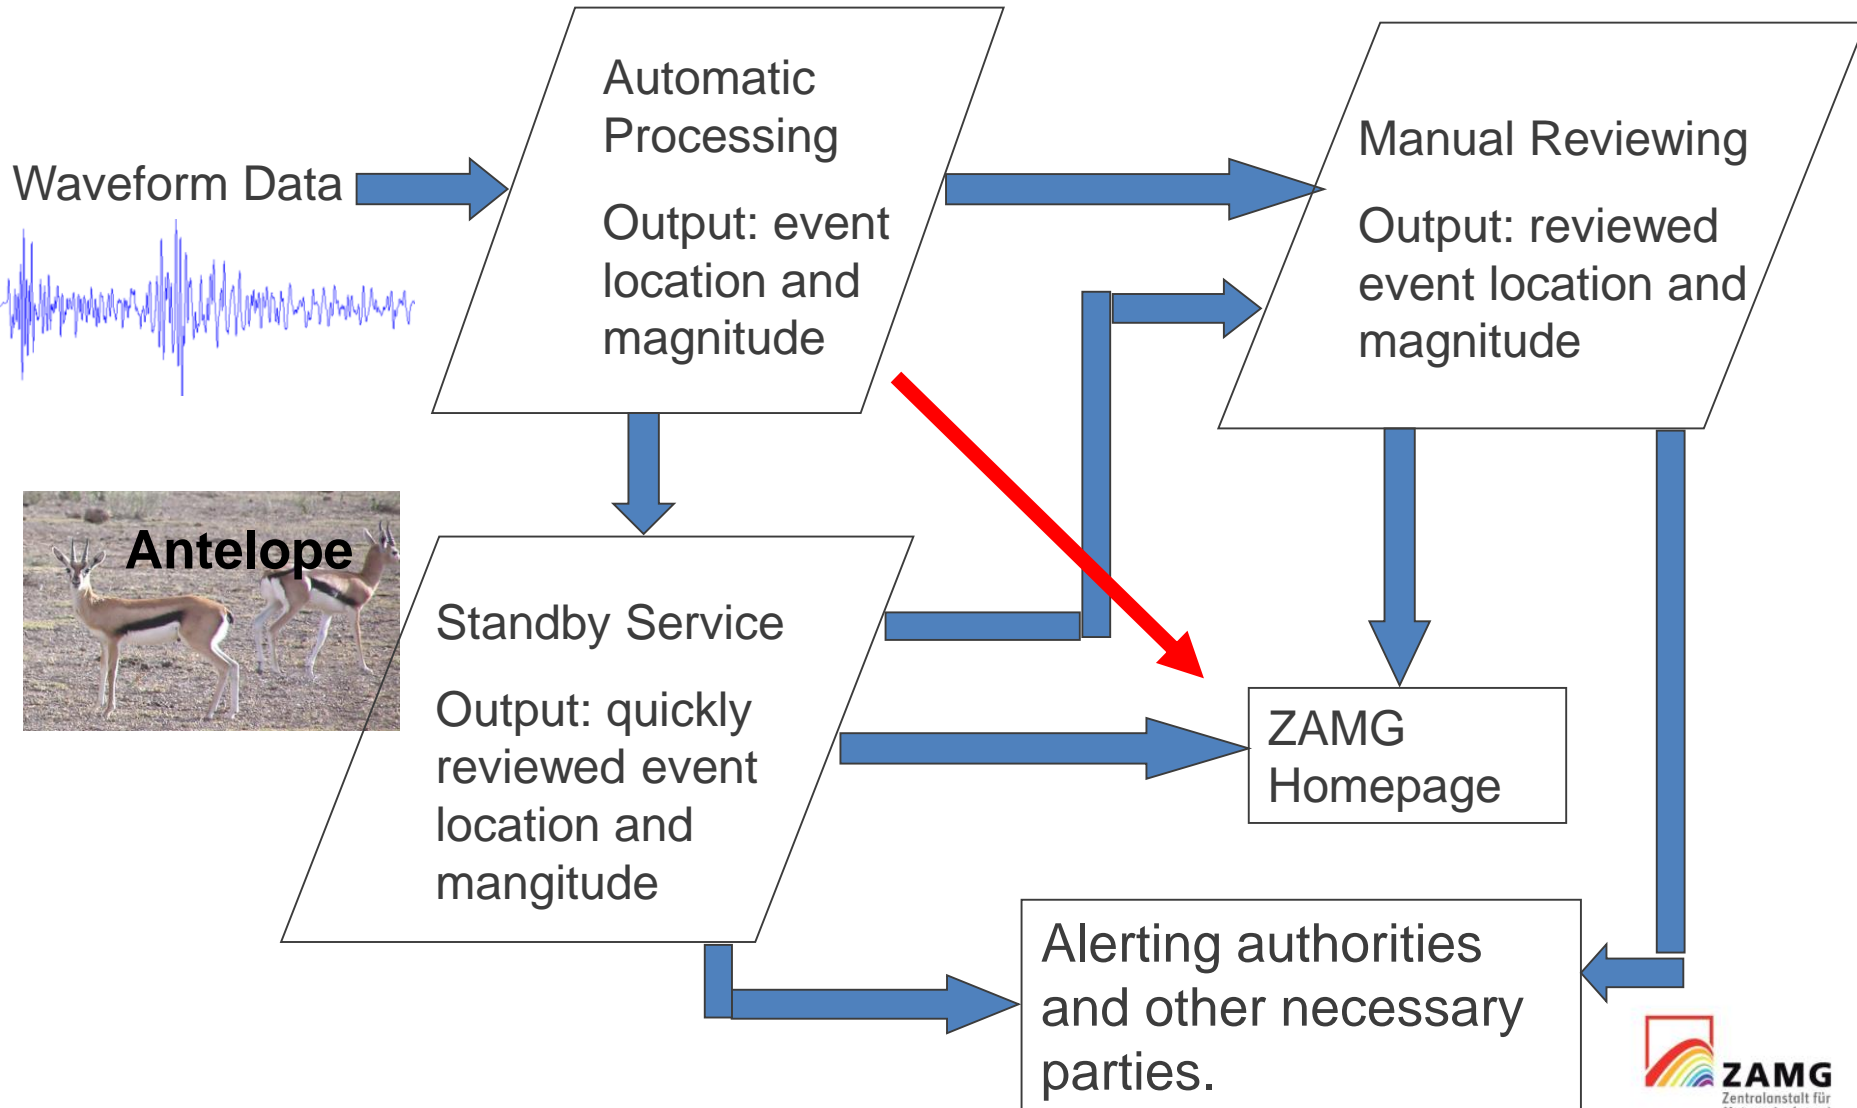 Waveform Data
Automatic
Processing
Output: event
location and
magnitude
Manual Reviewing
Output: reviewed
event location and
magnitude
Antelope
Standby Service
Output: quickly
reviewed event
location and
mangitude
ZAMG
Homepage
Alerting authorities
and other necessary
parties.
ZAMG
Zentralanstalt für